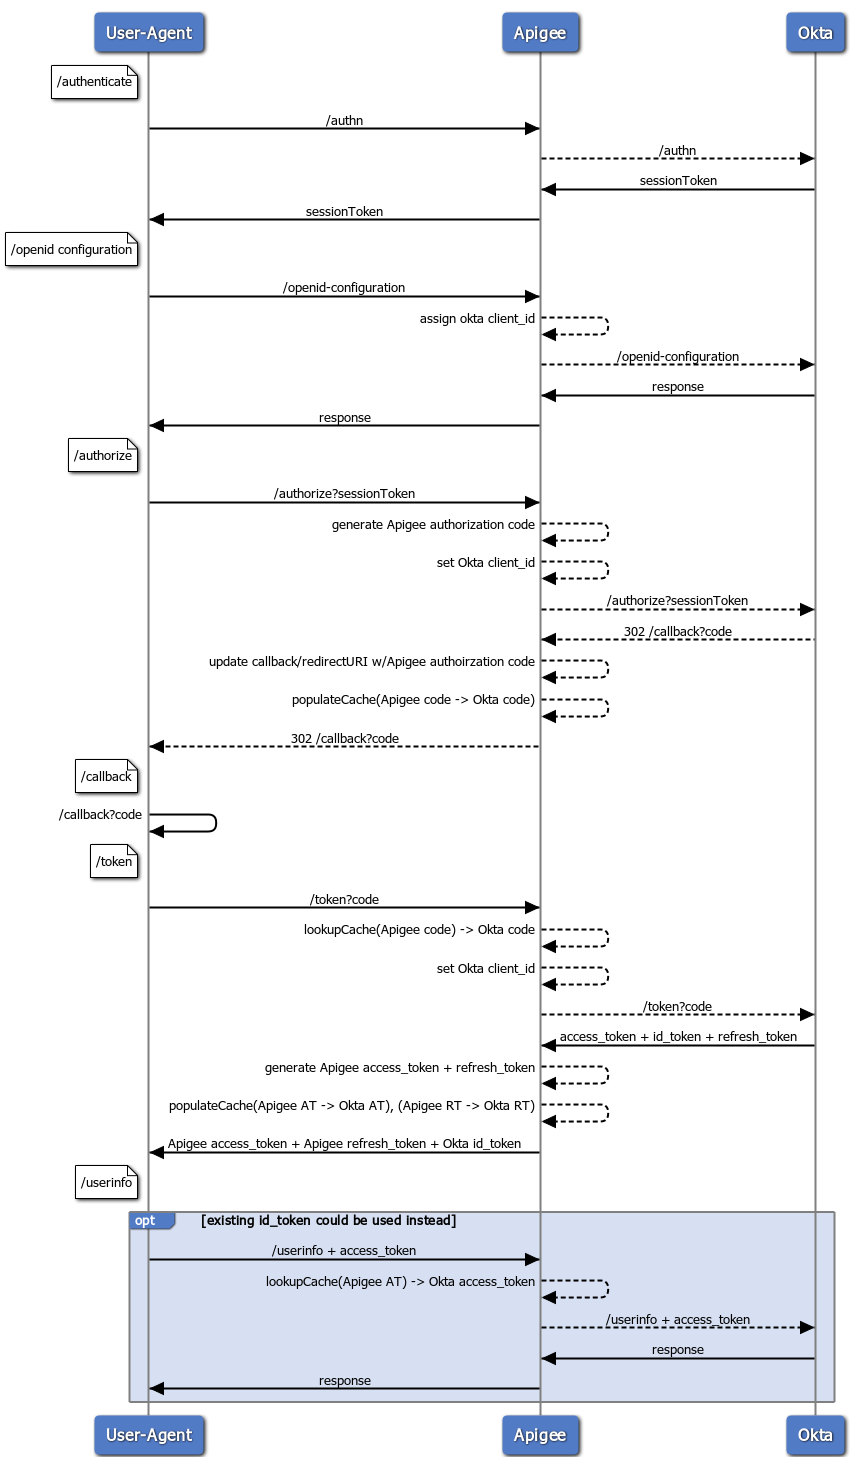 User-Agent
Apigee
Okta
/authenticate
/authn
/authn
sessionToken
sessionToken
/openid configuration
/openid-configuration
assign okta client_id
/openid-configuration
response
response
/authorize
/authorize?sessionToken
generate Apigee authorization code
set Okta client_id
/authorize?sessionToken
302 /callback?code
update callback/redirectURI w/Apigee authoirzation code
populateCache(Apigee code -> Okta code)
302 /callback?code
/callback
/callback?code
/token
/token?code
lookupCache(Apigee code) -> Okta code
set Okta client_id
/token?code
access_token + id_token + refresh_token
generate Apigee access_token + refresh_token
populateCache(Apigee AT -> Okta AT), (Apigee RT -> Okta RT)
Apigee access_token + Apigee refresh_token + Okta id_token
/userinfo
opt [existing id_token could be used instead]
/userinfo + access_token
lookupCache(Apigee AT) -> Okta access_token
/userinfo + access_token
response
response
User-Agent
Apigee
Okta